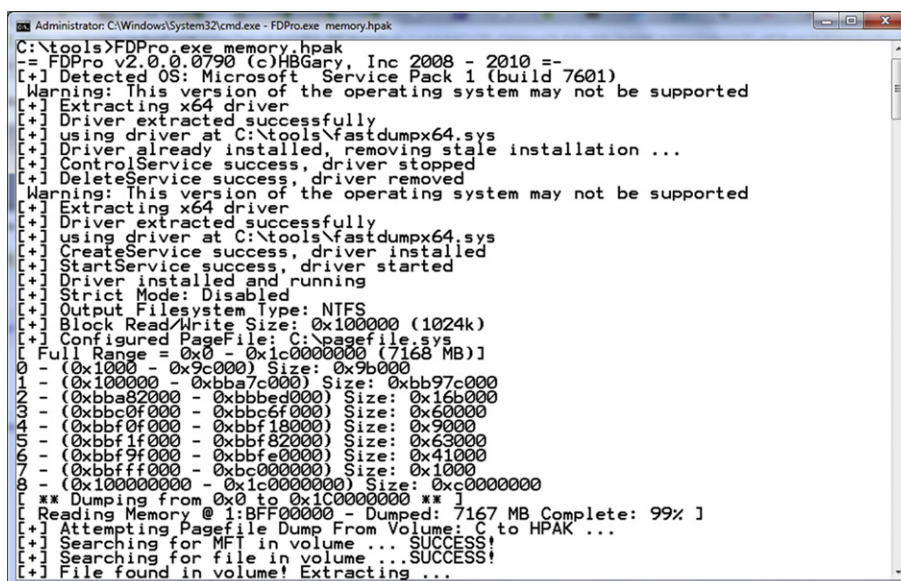 Administrator: C:\Windows\System32\cmd.exe - FDPro.exe memory.hpak
C:\tools>FDPro.exe memory.hpak
-= FDPro v2.0.0.0790 (c)HBGary, Inc 2008 - 2010 =-
[+] Detected OS: Microsoft  Service Pack 1 (build 7601)
 Warning: This version of the operating system may not be supported
[+] Extracting x64 driver
[+] Driver extracted successfully
[+] using driver at C:\tools\fastdumpx64.sys
[+] Driver already installed, removing stale installation ...
[+] ControlService success, driver stopped
[+] DeleteService success, driver removed
 Warning: This version of the operating system may not be supported
[+] Extracting x64 driver
[+] Driver extracted successfully
[+] using driver at C:\tools\fastdumpx64.sys
[+] CreateService success, driver installed
[+] StartService success, driver started
[+] Driver installed and running
[+] Strict Mode: Disabled
[+] Output Filesystem Type: NTFS
[+] Block Read/Write Size: 0x100000 (1024k)
[+] Configured PageFile: C:\pagefile.sys
[ Full Range = 0x0 - 0x1c0000000 (7168 MB)]
0 - (0x1000 - 0x9c000) Size: 0x9b000
1 - (0x100000 - 0xbba7c000) Size: 0xbb97c000
2 - (0xbba82000 - 0xbbbed000) Size: 0x16b000
3 - (0xbbc0f000 - 0xbbc6f000) Size: 0x60000
4 - (0xbbf0f000 - 0xbbf18000) Size: 0x9000
5 - (0xbbf1f000 - 0xbbf82000) Size: 0x63000
6 - (0xbbf9f000 - 0xbbfe0000) Size: 0x41000
7 - (0xbbfff000 - 0xbc000000) Size: 0x1000
8 - (0x100000000 - 0x1c0000000) Size: 0xc0000000
[ ** Dumping from 0x0 to 0x1C0000000 ** ]
[ Reading Memory @ 1:BFF00000 - Dumped: 7167 MB Complete: 99% ]
[+] Attempting Pagefile Dump From Volume: C to HPAK ...
[+] Searching for MFT in volume ... SUCCESS!
[+] Searching for file in volume ...SUCCESS!
[+] File found in volume! Extracting ...